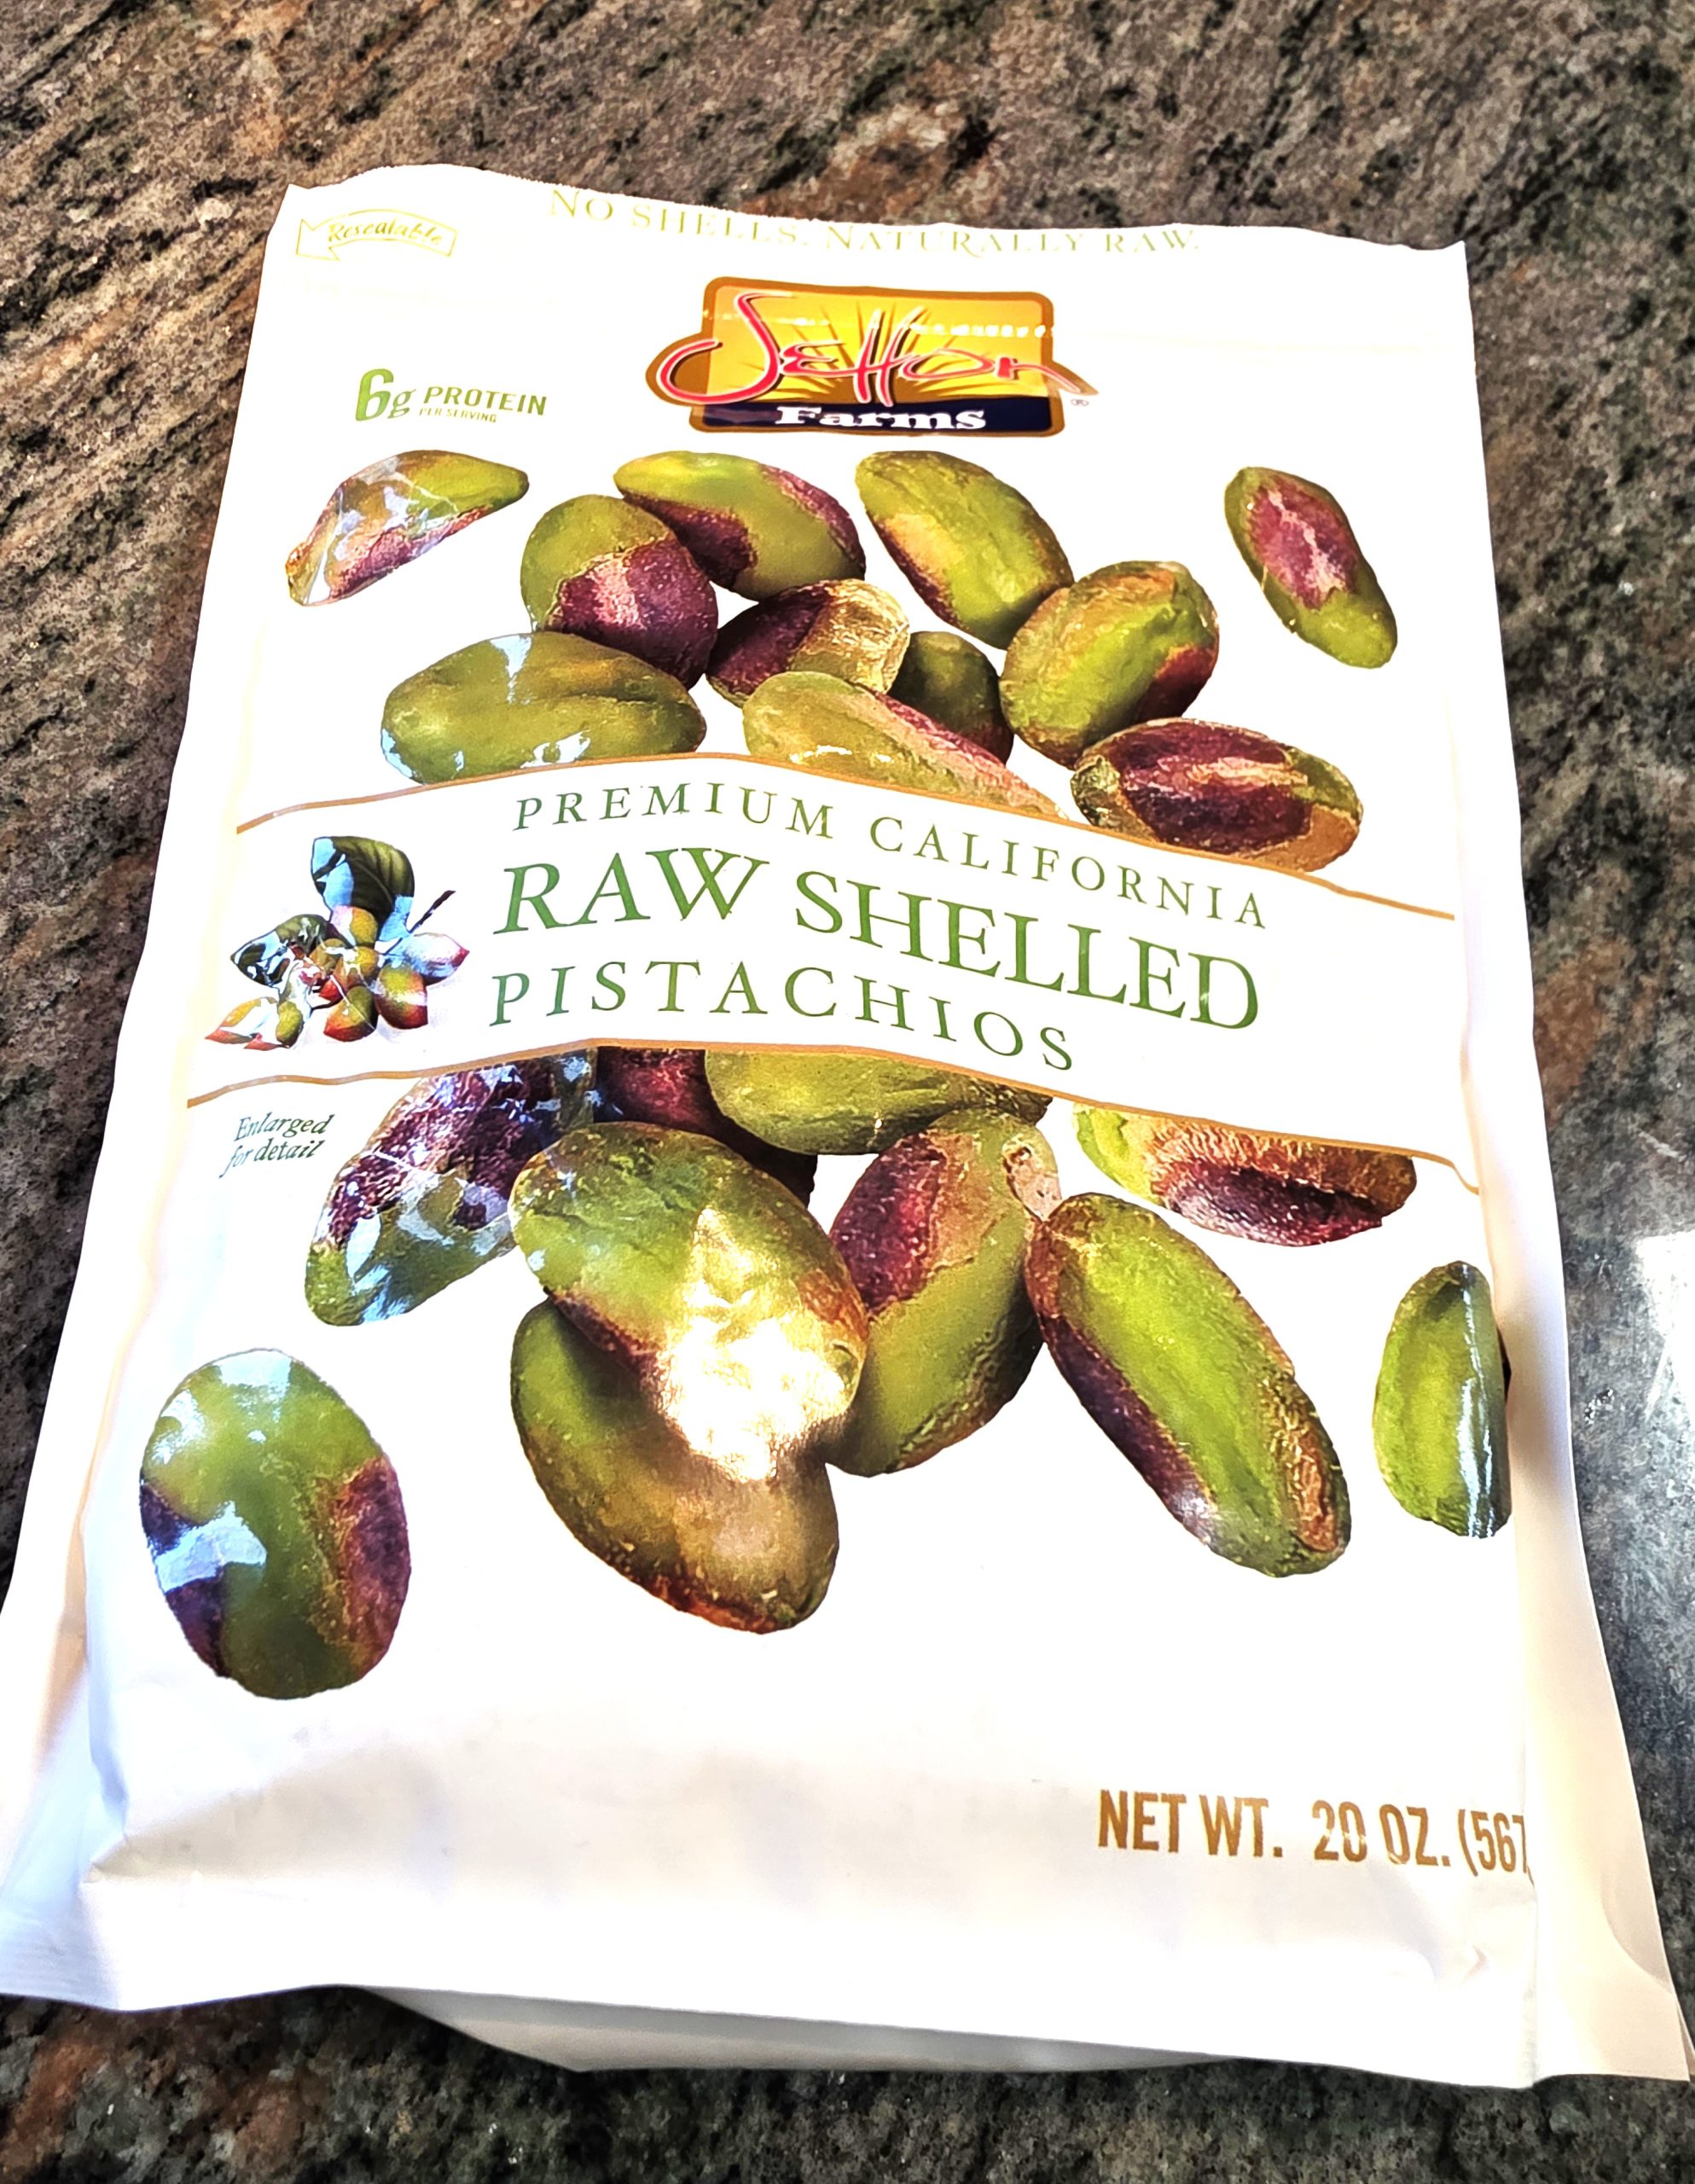 NO SHELLS. NATURALLY RAW.
Resealable
Setton
®
Farms
6g PROTEIN
PER SERVING
PREMIUM CALIFORNIA
RAW SHELLED
PISTACHIOS
Enlarged
for detail
NET WT. 20 OZ. (567